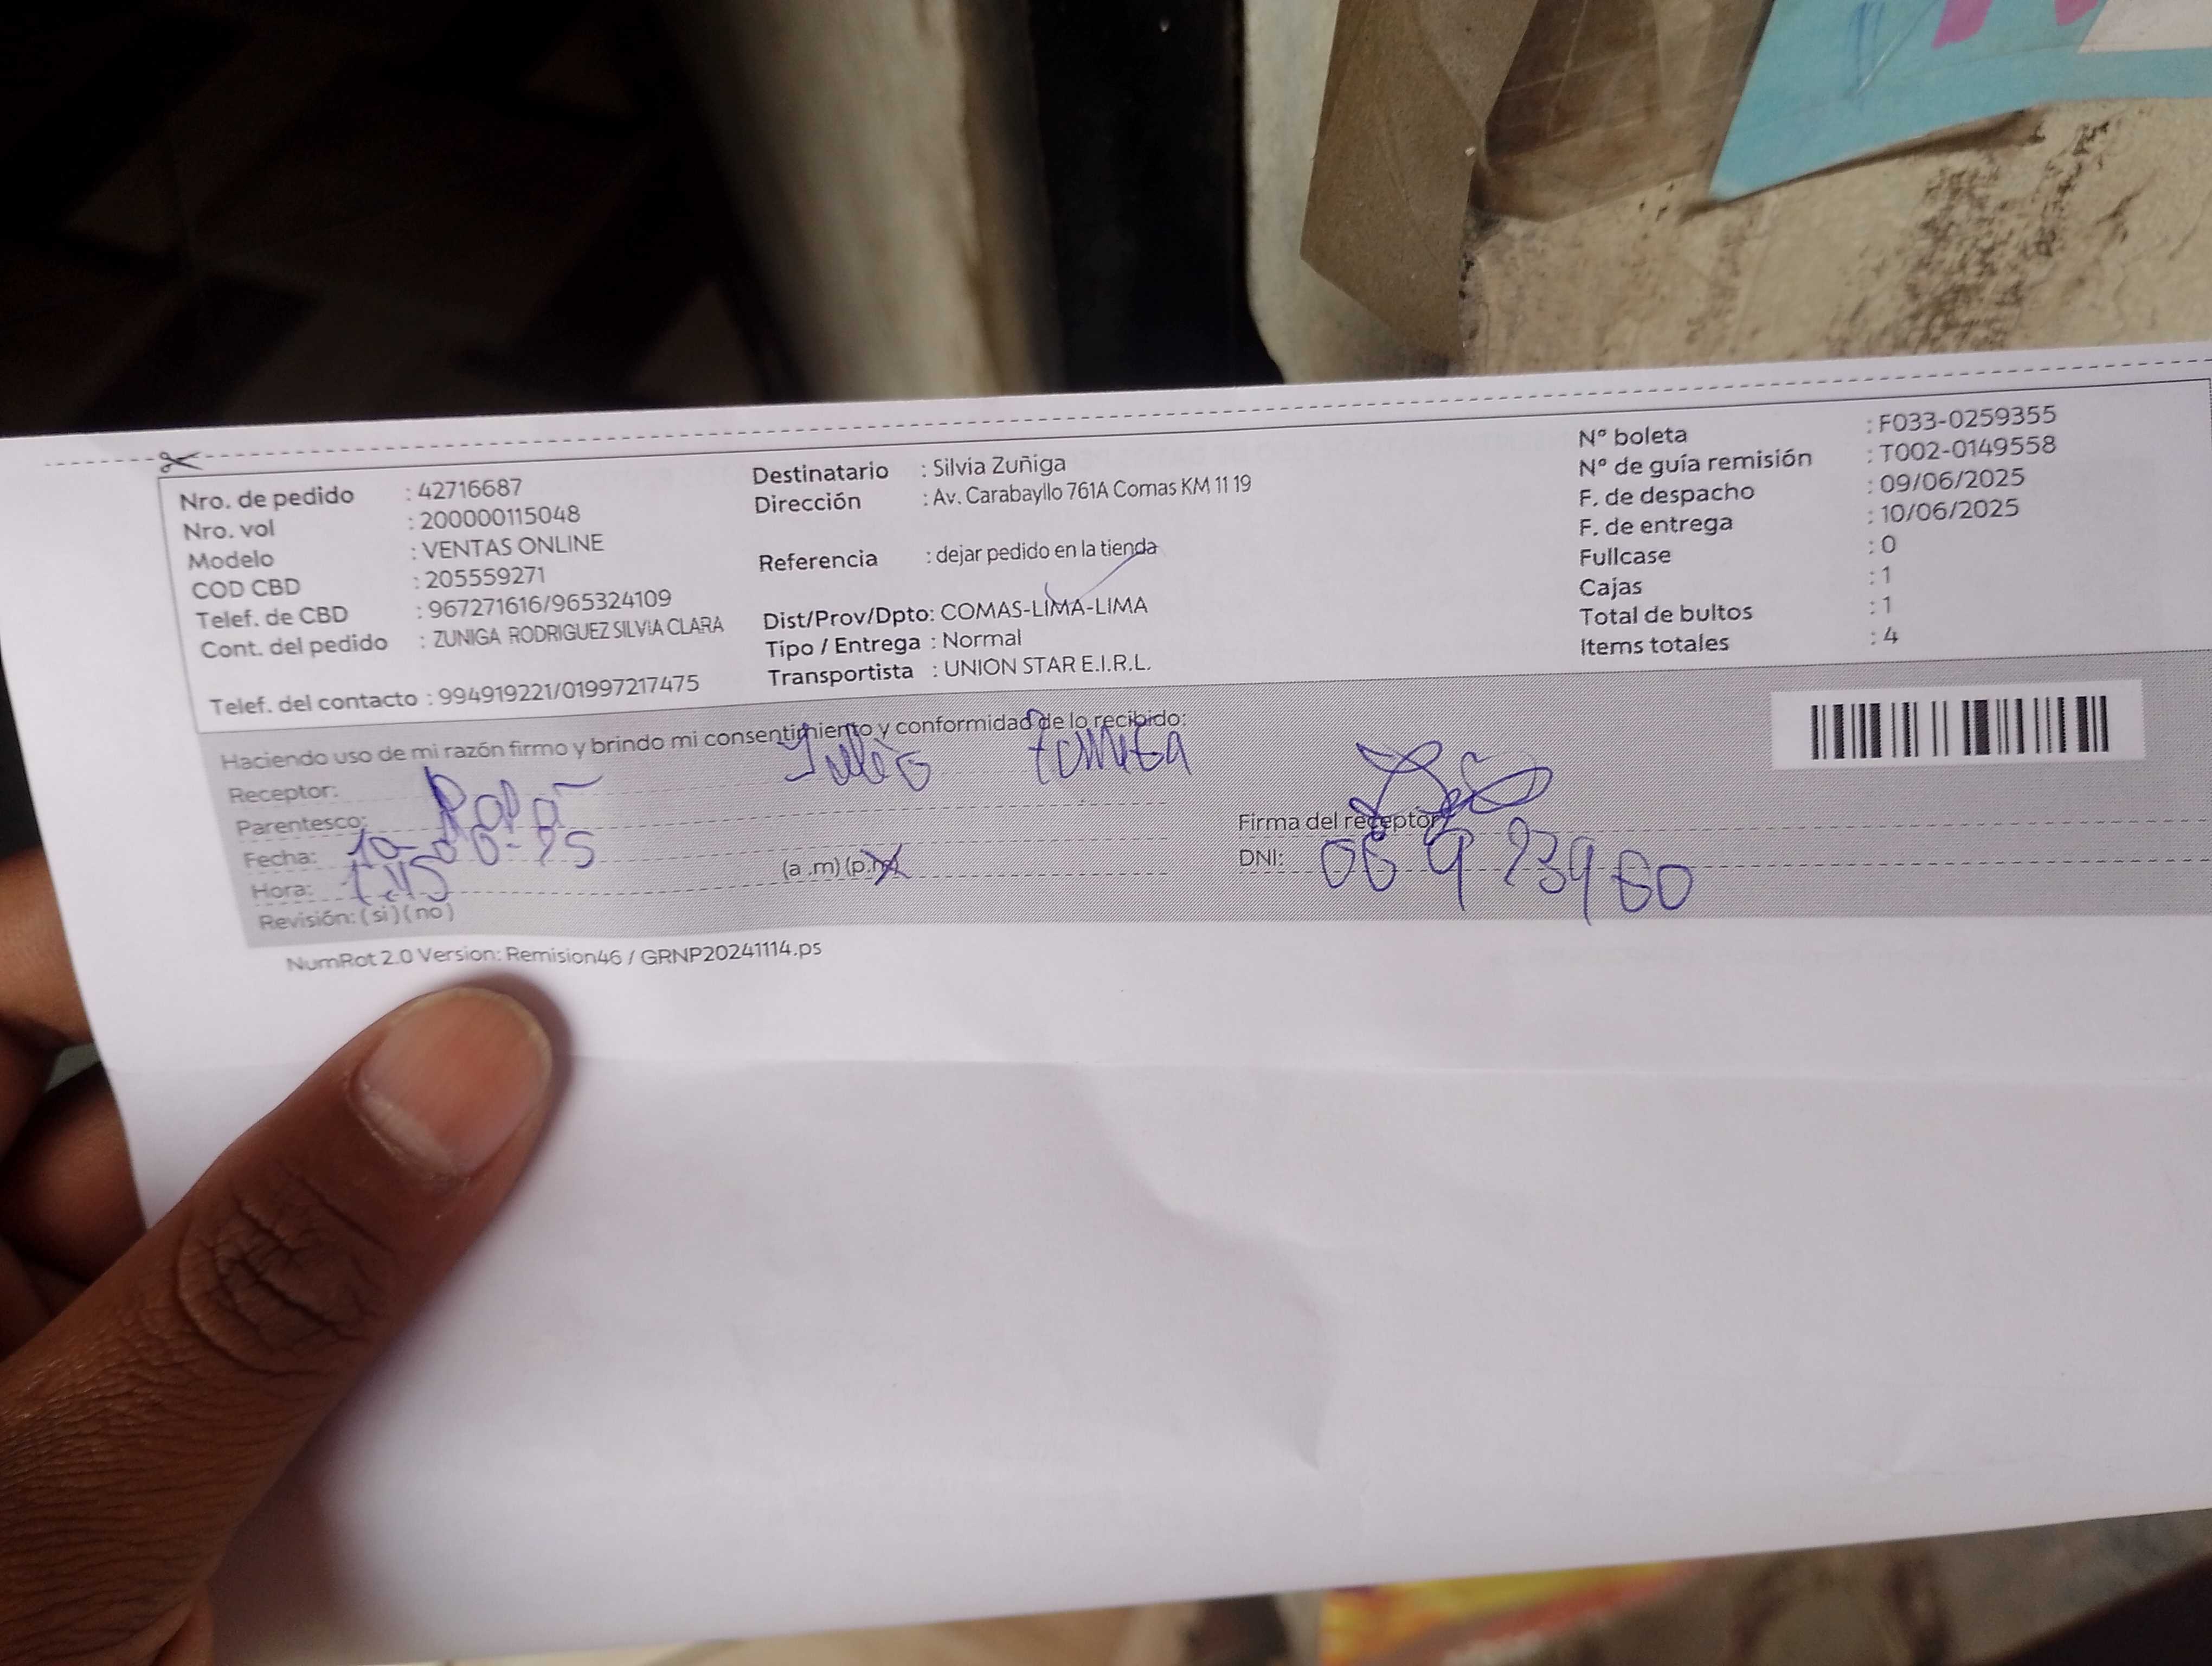 Nro. de pedido : 42716687
Nro. vol : 200000115048
Modelo : VENTAS ONLINE
COD CBD : 205559271
Telef. de CBD : 967271616/965324109
Cont. del pedido : ZUNIGA RODRIGUEZ SILVIA CLARA
Telef. del contacto : 994919221/01997217475
Destinatario : Silvia Zuñiga
Dirección : Av. Carabayllo 761A Comas KM 11 19
Referencia : dejar pedido en la tienda
Dist/Prov/Dpto: COMAS-LIMA-LIMA
Tipo / Entrega : Normal
Transportista : UNION STAR E.I.R.L.
Nº boleta : F033-0259355
Nº de guía remisión : T002-0149558
F. de despacho : 09/06/2025
F. de entrega : 10/06/2025
Fullcase : 0
Cajas : 1
Total de bultos : 1
Items totales : 4
Haciendo uso de mi razón firmo y brindo mi consentimiento y conformidad de lo recibido:
Receptor: Julio
Parentesco: Papa
Fecha:
Hora: (a .m) (p.m)
Revisión: (si) (no)
Firma del receptor
DNI:
NumRot 2.0 Version: Remision46 / GRNP20241114.ps